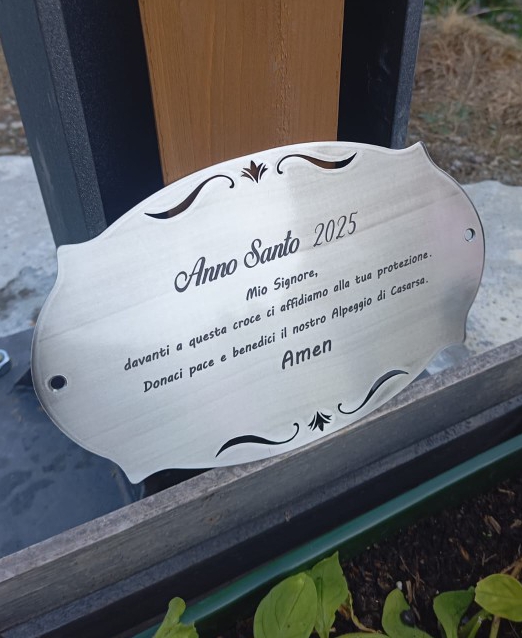 Anno Santo 2025
Mio Signore,
davanti a questa croce ci affidiamo alla tua protezione.
Donaci pace e benedici il nostro Alpeggio di Casarsa.
Amen